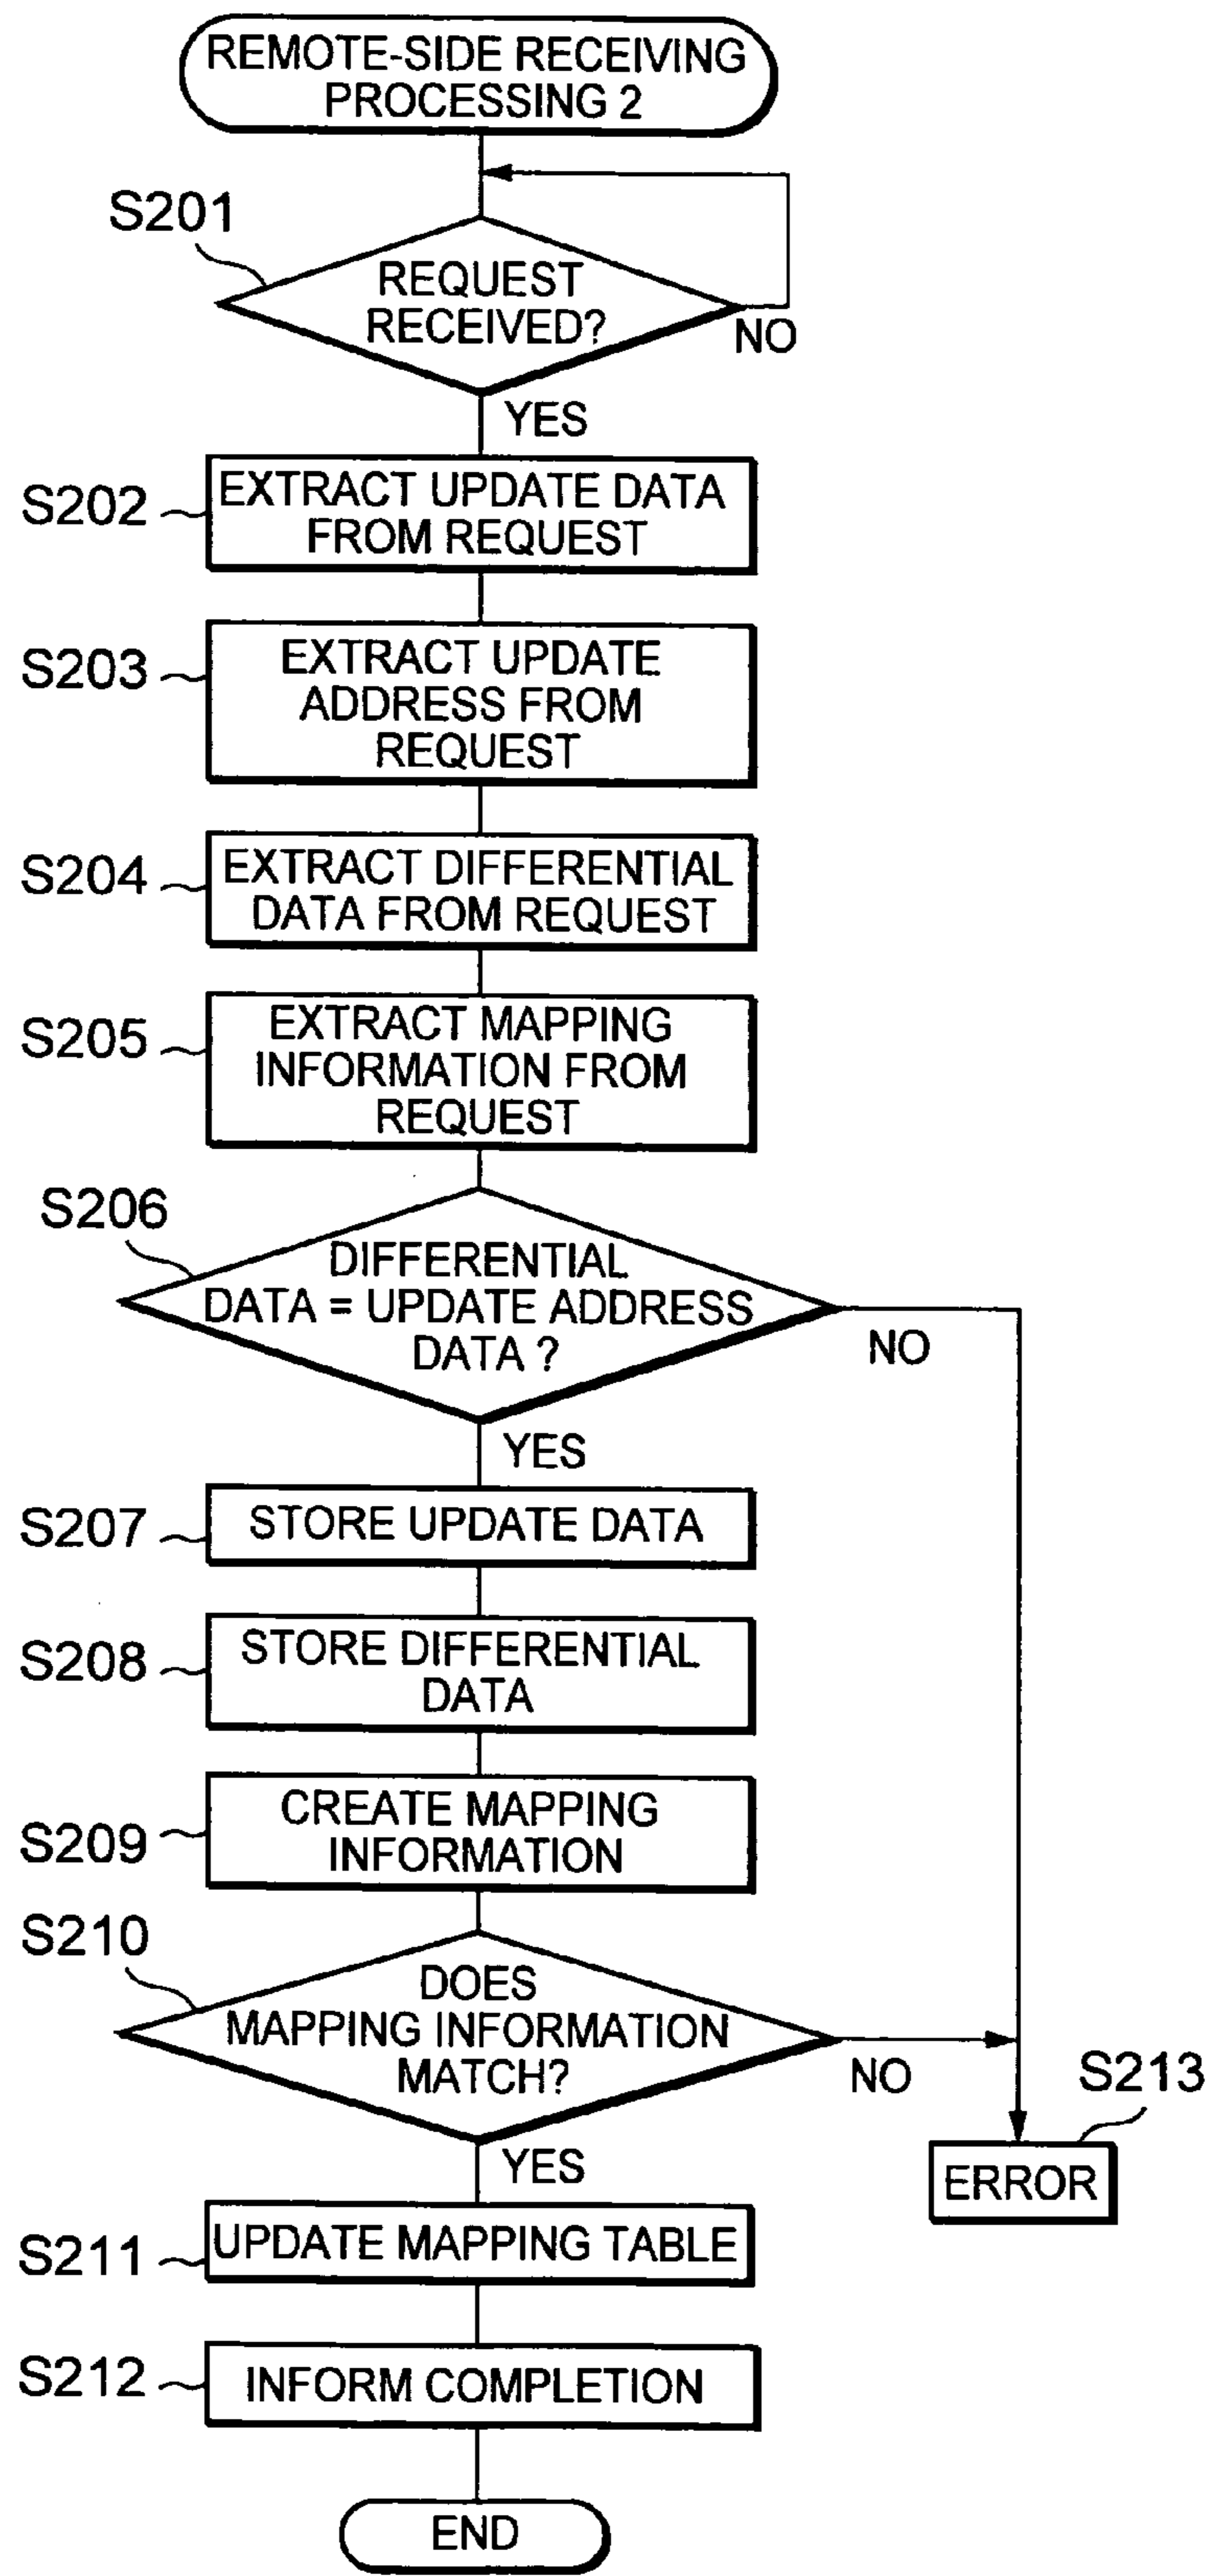 REMOTE-SIDE RECEIVING
PROCESSING 2
S201
REQUEST
RECEIVED?
NO
YES
S202
EXTRACT UPDATE DATA
FROM REQUEST
S203
EXTRACT UPDATE
ADDRESS FROM
REQUEST
S204
EXTRACT DIFFERENTIAL
DATA FROM REQUEST
S205
EXTRACT MAPPING
INFORMATION FROM
REQUEST
S206
DIFFERENTIAL
DATA = UPDATE ADDRESS
DATA ?
NO
YES
S207
STORE UPDATE DATA
S208
STORE DIFFERENTIAL
DATA
S209
CREATE MAPPING
INFORMATION
S210
DOES
MAPPING INFORMATION
MATCH?
NO
S213
YES
ERROR
S211
UPDATE MAPPING TABLE
S212
INFORM COMPLETION
END